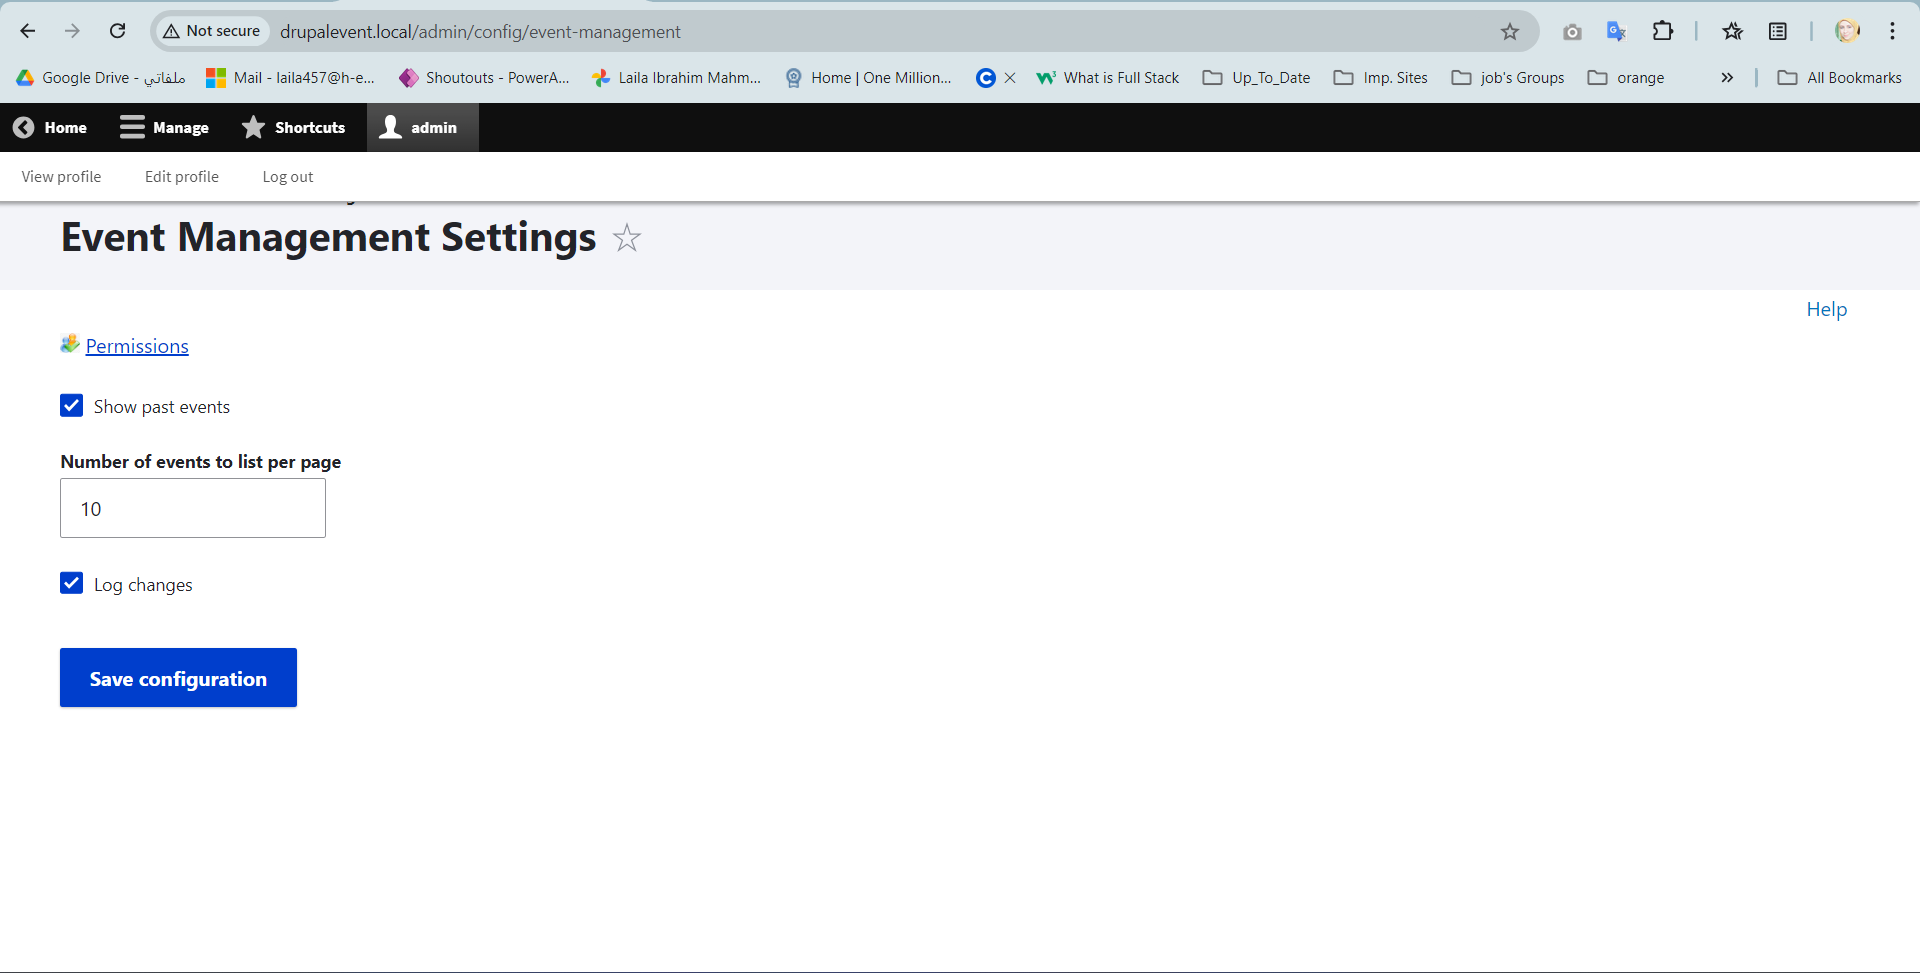 Not secure drupalevent.local/admin/config/event-management
Google Drive - ملفاتي Mail - laila457@h-e... Shoutouts - PowerA... Laila Ibrahim Mahm... Home | One Million... What is Full Stack Up_To_Date Imp. Sites job's Groups orange » All Bookmarks
Home Manage Shortcuts admin
View profile Edit profile Log out
Event Management Settings
Help
Permissions
Show past events
Number of events to list per page
10
Log changes
Save configuration